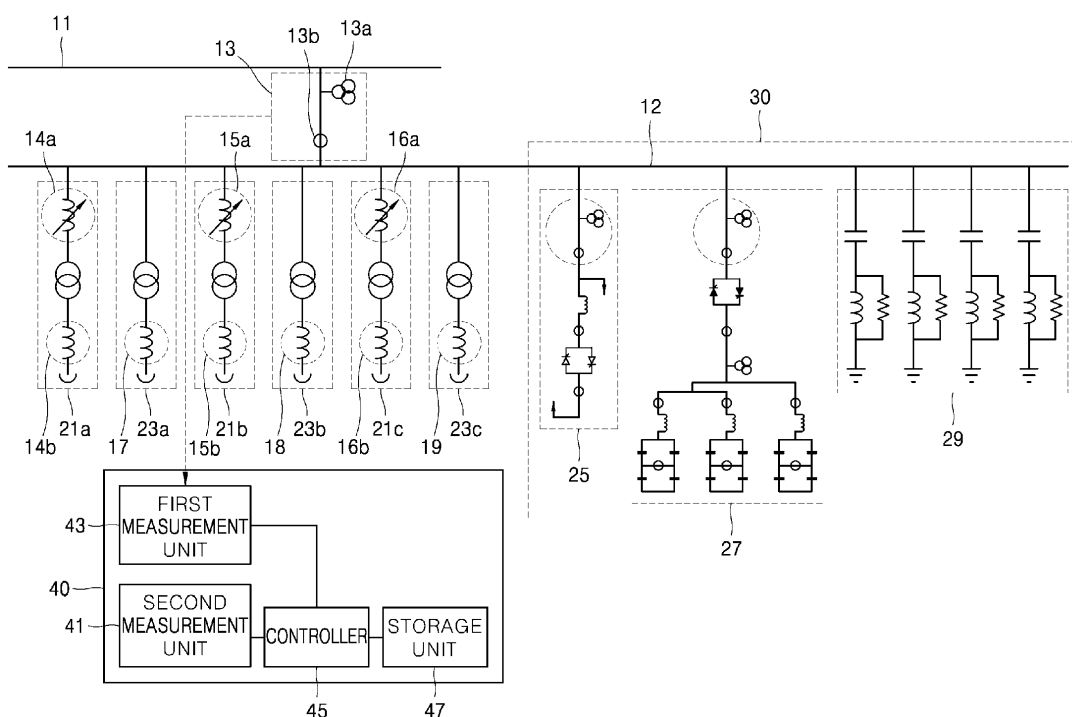 11
13
13b
13a
14a
15a
16a
12
30
14b
21a
17
23a
15b
21b
18
23b
16b
21c
19
23c
25
27
29
FIRST
MEASUREMENT
UNIT
43
40
SECOND
MEASUREMENT
UNIT
41
CONTROLLER
STORAGE
UNIT
45
47